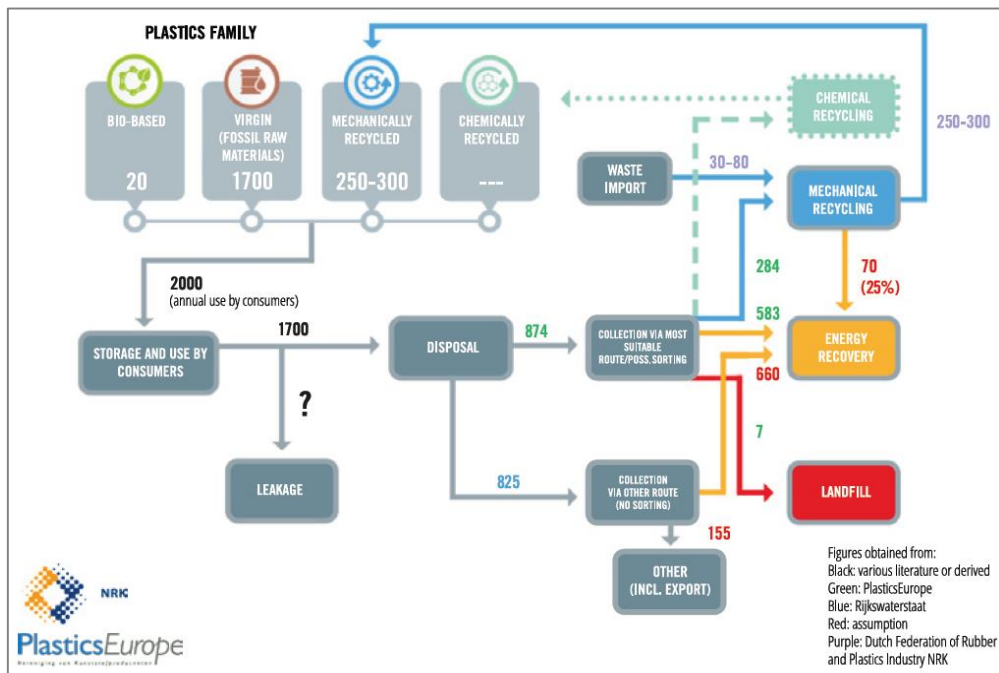 PLASTICS FAMILY
BIO-BASED
20
VIRGIN
(FOSSIL RAW
MATERIALS)
1700
MECHANICALLY
RECYCLED
250-300
CHEMICALLY
RECYCLED
---
CHEMICAL
RECYCLING
250-300
WASTE
IMPORT
30-80
MECHANICAL
RECYCLING
2000
(annual use by consumers)
284
70
(25%)
STORAGE AND USE BY
CONSUMERS
1700
DISPOSAL
874
COLLECTION VIA MOST
SUITABLE
ROUTE/POSS.SORTING
583
ENERGY
RECOVERY
660
?
7
LEAKAGE
825
COLLECTION
VIA OTHER ROUTE
(NO SORTING)
LANDFILL
155
OTHER
(INCL. EXPORT)
Figures obtained from:
Black: various literature or derived
Green: PlasticsEurope
Blue: Rijkswaterstaat
Red: assumption
Purple: Dutch Federation of Rubber
and Plastics Industry NRK
NRK
PlasticsEurope
Vereniging van Kunststofproducenten